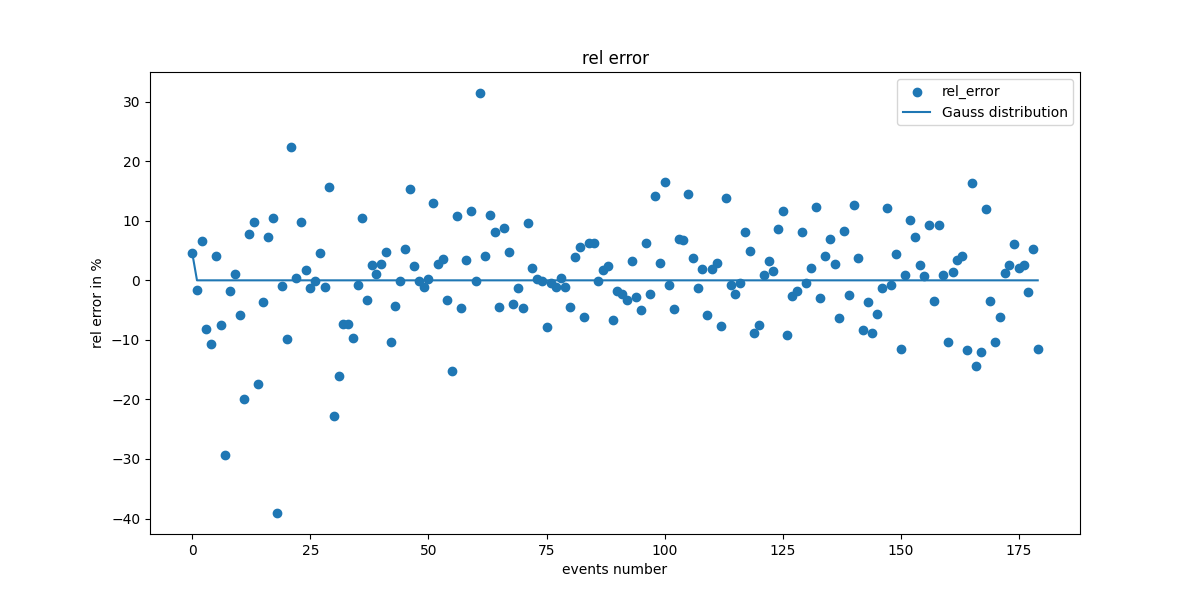 rel error
rel_error
Gauss distribution
rel error in %
30
20
10
0
−10
−20
−30
−40
0 25 50 75 100 125 150 175
events number